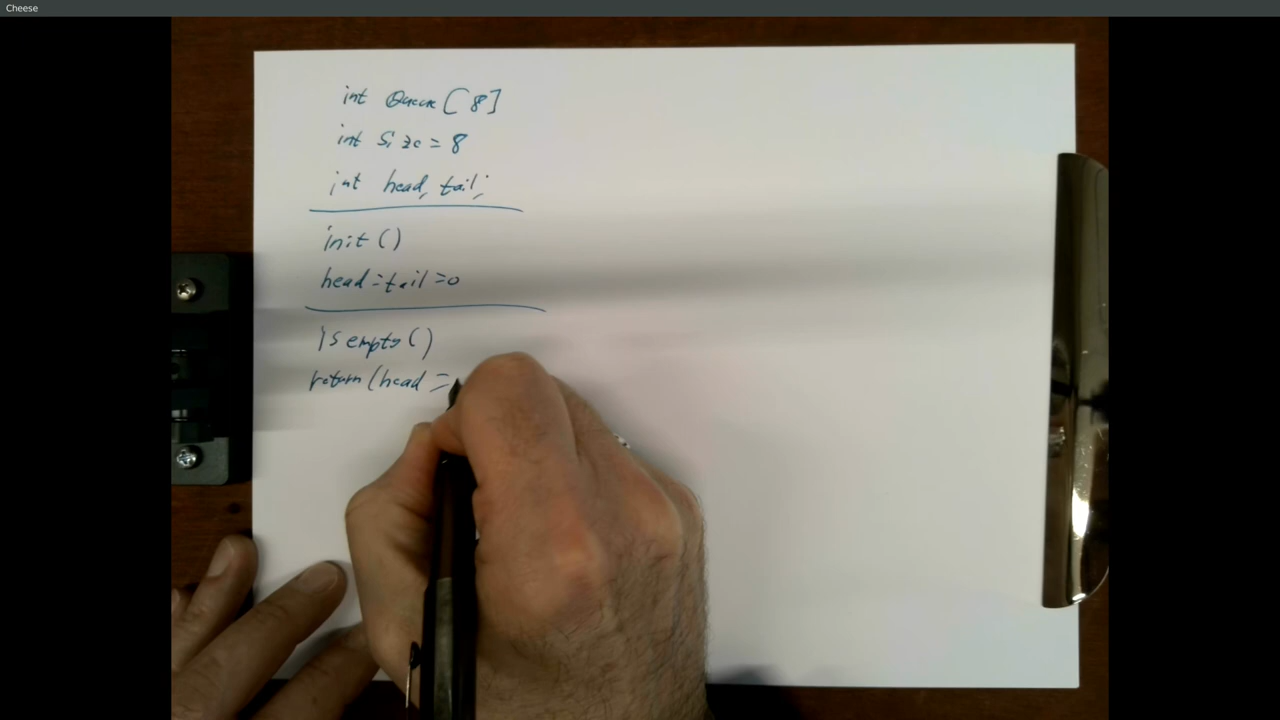 Cheese
int Queue[8]
int Size=8
int head, tail;
init()
head=tail=0
isempty()
return(head =